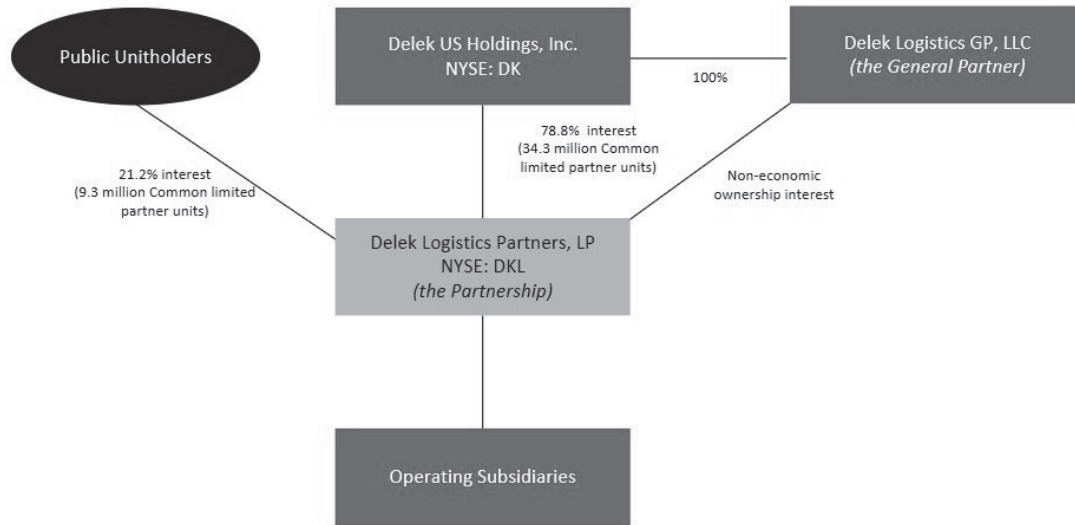 Public Unitholders
Delek US Holdings, Inc.
NYSE: DK
Delek Logistics GP, LLC
(the General Partner)
100%
78.8% interest
(34.3 million Common
limited partner units)
21.2% interest
(9.3 million Common limited
partner units)
Non-economic
ownership interest
Delek Logistics Partners, LP
NYSE: DKL
(the Partnership)
Operating Subsidiaries